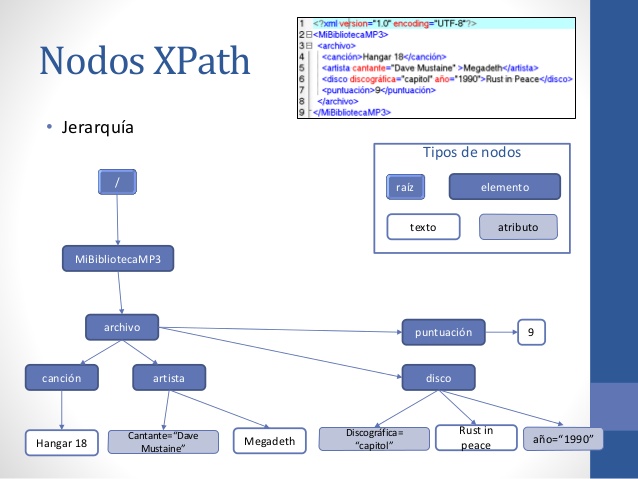 Nodos XPath
1 <?xml version="1.0" encoding="UTF-8"?>
2 <MiBibliotecaMP3>
3 <archivo>
4 <canción>Hangar 18</canción>
5 <artista cantante="Dave Mustaine" >Megadeth</artista>
6 <disco discográfica="capitol" año="1990">Rust in Peace</disco>
7 <puntuación>9</puntuación>
8 </archivo>
9 </MiBibliotecaMP3>
• Jerarquía
Tipos de nodos
raíz
elemento
texto
atributo
/
MiBibliotecaMP3
archivo
puntuación
9
canción
artista
disco
Hangar 18
Cantante="Dave
Mustaine"
Megadeth
Discográfica=
"capitol"
Rust in
peace
año="1990"